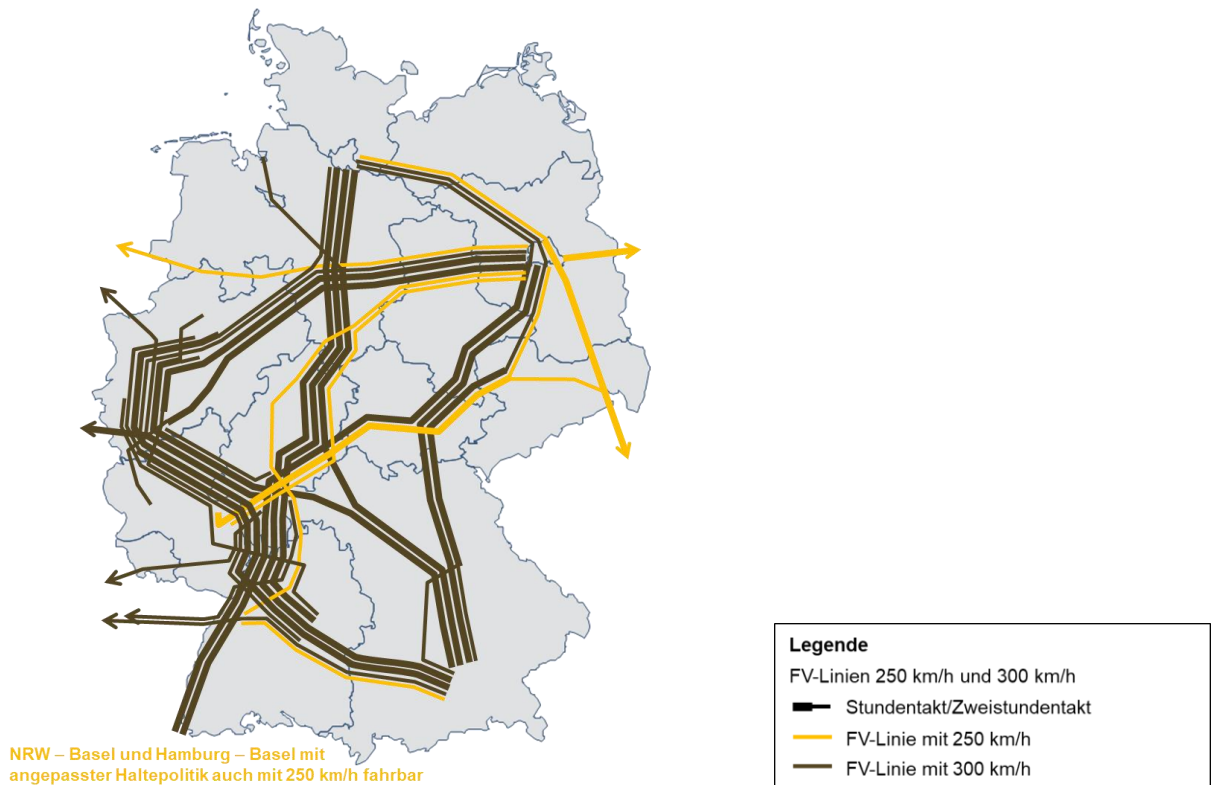 NRW – Basel und Hamburg – Basel mit
angepasster Haltepolitik auch mit 250 km/h fahrbar
Legende
FV-Linien 250 km/h und 300 km/h
Stundentakt/Zweistundentakt
FV-Linie mit 250 km/h
FV-Linie mit 300 km/h